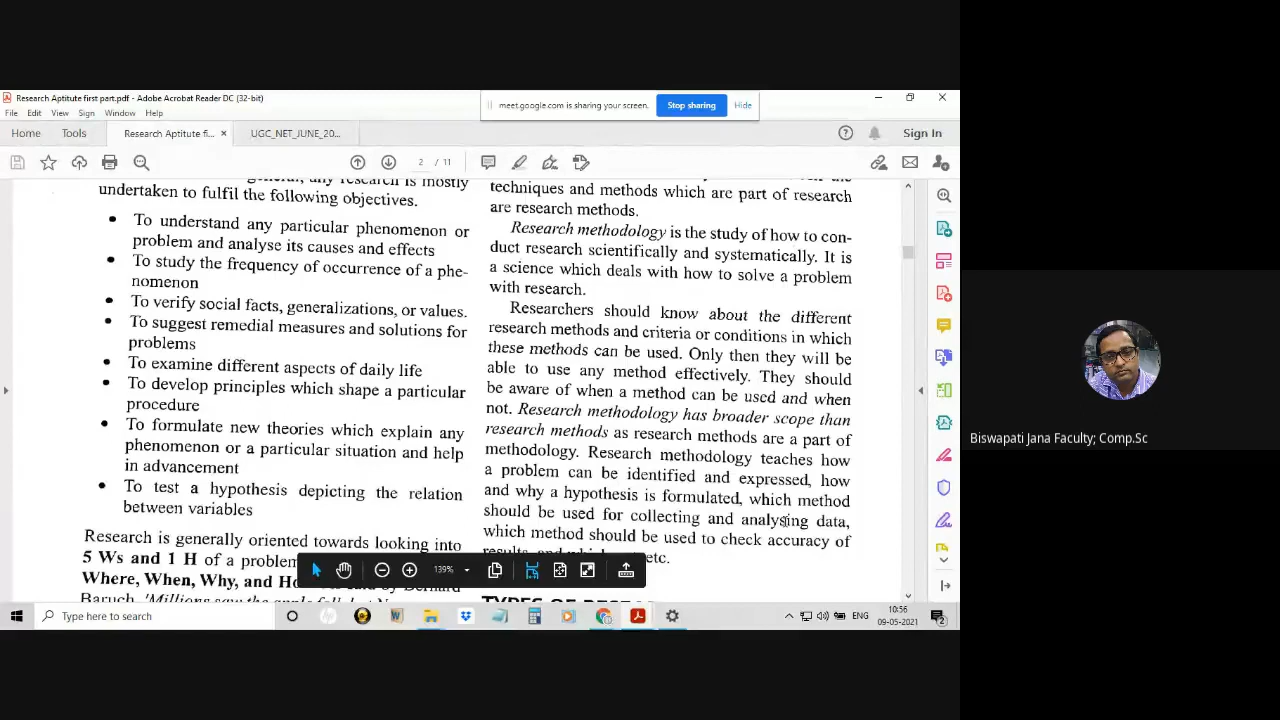 Research Aptitute first part.pdf - Adobe Acrobat Reader DC (32-bit)
meet.google.com is sharing your screen.
Stop sharing
Hide
File Edit View Sign Window Help
Home Tools Research Aptitute fi... × UGC_NET_JUNE_20...
Sign In
2 / 11
any research is mostly
undertaken to fulfil the following objectives.
• To understand any particular phenomenon or
problem and analyse its causes and effects
• To study the frequency of occurrence of a phe-
nomenon
• To verify social facts, generalizations, or values.
• To suggest remedial measures and solutions for
problems
• To examine different aspects of daily life
• To develop principles which shape a particular
procedure
• To formulate new theories which explain any
phenomenon or a particular situation and help
in advancement
• To test a hypothesis depicting the relation
between variables
Research is generally oriented towards looking into
5 Ws and 1 H of a problem
Where, When, Why, and
Baruch, 'Millions saw the apple
techniques and methods which are part of research
are research methods.
Research methodology is the study of how to con-
duct research scientifically and systematically. It is
a science which deals with how to solve a problem
with research.
Researchers should know about the different
research methods and criteria or conditions in which
these methods can be used. Only then they will be
able to use any method effectively. They should
be aware of when a method can be used and when
not. Research methodology has broader scope than
research methods as research methods are a part of
methodology. Research methodology teaches how
a problem can be identified and expressed, how
and why a hypothesis is formulated, which method
should be used for collecting and analysing data,
which method should be used to check accuracy of
etc.
TYPES OF
139%
Type here to search
ENG
10:56
09-05-2021
2
Biswapati Jana Faculty; Comp.Sc